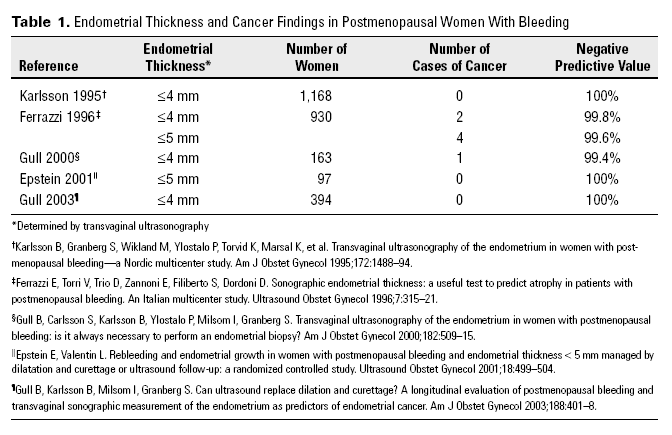 Table 1. Endometrial Thickness and Cancer Findings in Postmenopausal Women With Bleeding
Endometrial Number of Number of Negative
Reference Thickness* Women Cases of Cancer Predictive Value
Karlsson 1995† ≤4 mm 1,168 0 100%
Ferrazzi 1996‡ ≤4 mm 930 2 99.8%
≤5 mm 4 99.6%
Gull 2000§ ≤4 mm 163 1 99.4%
Epstein 2001‖ ≤5 mm 97 0 100%
Gull 2003¶ ≤4 mm 394 0 100%
*Determined by transvaginal ultrasonography
†Karlsson B, Granberg S, Wikland M, Ylostalo P, Torvid K, Marsal K, et al. Transvaginal ultrasonography of the endometrium in women with post-
menopausal bleeding—a Nordic multicenter study. Am J Obstet Gynecol 1995;172:1488–94.
‡Ferrazzi E, Torri V, Trio D, Zannoni E, Filiberto S, Dordoni D. Sonographic endometrial thickness: a useful test to predict atrophy in patients with
postmenopausal bleeding. An Italian multicenter study. Ultrasound Obstet Gynecol 1996;7:315–21.
§Gull B, Carlsson S, Karlsson B, Ylostalo P, Milsom I, Granberg S. Transvaginal ultrasonography of the endometrium in women with postmenopausal
bleeding: is it always necessary to perform an endometrial biopsy? Am J Obstet Gynecol 2000;182:509–15.
‖Epstein E, Valentin L. Rebleeding and endometrial growth in women with postmenopausal bleeding and endometrial thickness < 5 mm managed by
dilatation and curettage or ultrasound follow-up: a randomized controlled study. Ultrasound Obstet Gynecol 2001;18:499–504.
¶Gull B, Karlsson B, Milsom I, Granberg S. Can ultrasound replace dilation and curettage? A longitudinal evaluation of postmenopausal bleeding and
transvaginal sonographic measurement of the endometrium as predictors of endometrial cancer. Am J Obstet Gynecol 2003;188:401–8.